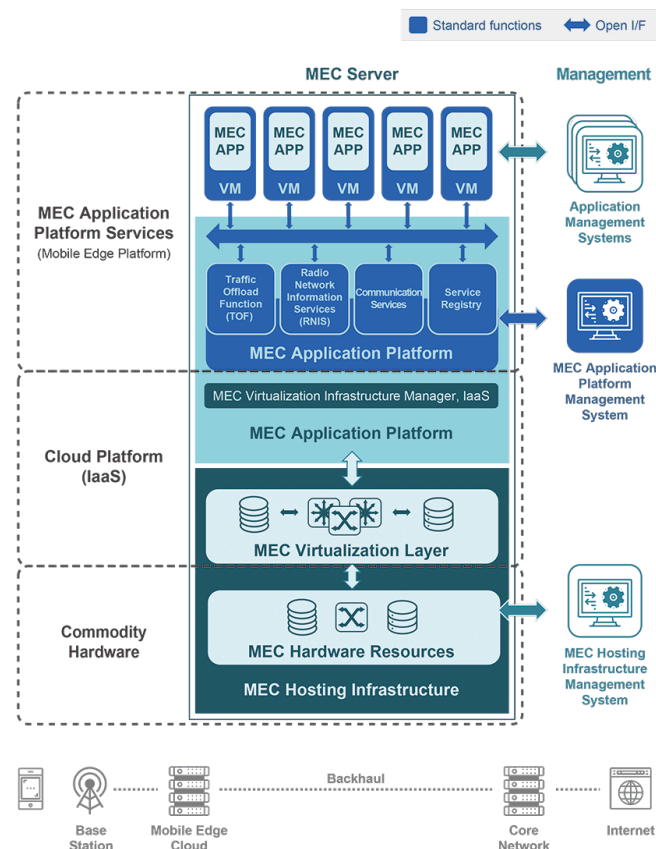 Standard functions
Open I/F
MEC Server
Management
MEC APP
MEC APP
MEC APP
MEC APP
MEC APP
VM
VM
VM
VM
VM
Application
Management
Systems
MEC Application
Platform Services
(Mobile Edge Platform)
Traffic
Offload
Function
(TOF)
Radio
Network
Information
Services
(RNIS)
Communication
Services
Service
Registry
MEC Application Platform
MEC Application
Platform
Management
System
MEC Virtualization Infrastructure Manager, IaaS
MEC Application Platform
Cloud Platform
(IaaS)
MEC Virtualization Layer
Commodity
Hardware
MEC Hardware Resources
MEC Hosting Infrastructure
MEC Hosting
Infrastructure
Management
System
Backhaul
Base
Station
Mobile Edge
Cloud
Core
Network
Internet